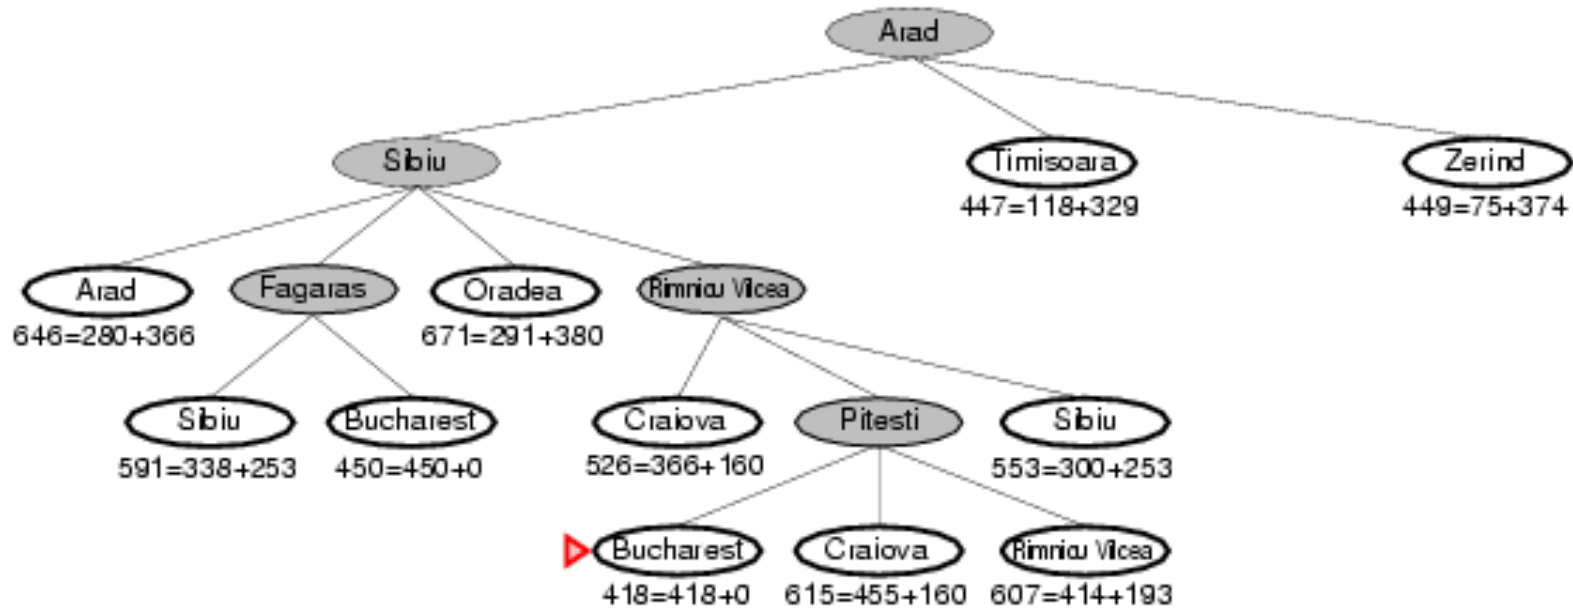 Arad
Sibiu
Timisoara
Zerind
447=118+329
449=75+374
Arad
Fagaras
Oradea
Rimnicu Vilcea
646=280+366
671=291+380
Sibiu
Bucharest
Craiova
Pitesti
Sibiu
591=338+253
450=450+0
526=366+160
553=300+253
Bucharest
Craiova
Rimnicu Vilcea
418=418+0
615=455+160
607=414+193